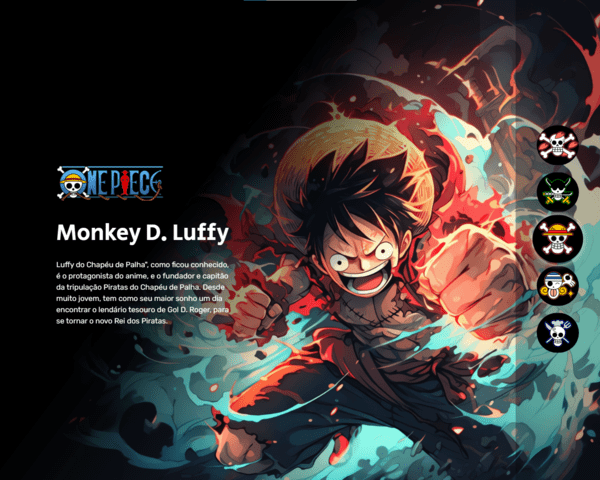 ONE PIECE
Monkey D. Luffy
Luffy do Chapéu de Palha", como ficou conhecido,
é o protagonista do anime, e o fundador e capitão
da tripulação Piratas do Chapéu de Palha. Desde
muito jovem, tem como seu maior sonho um dia
encontrar o lendário tesouro de Gol D. Roger, para
se tornar o novo Rei dos Piratas.